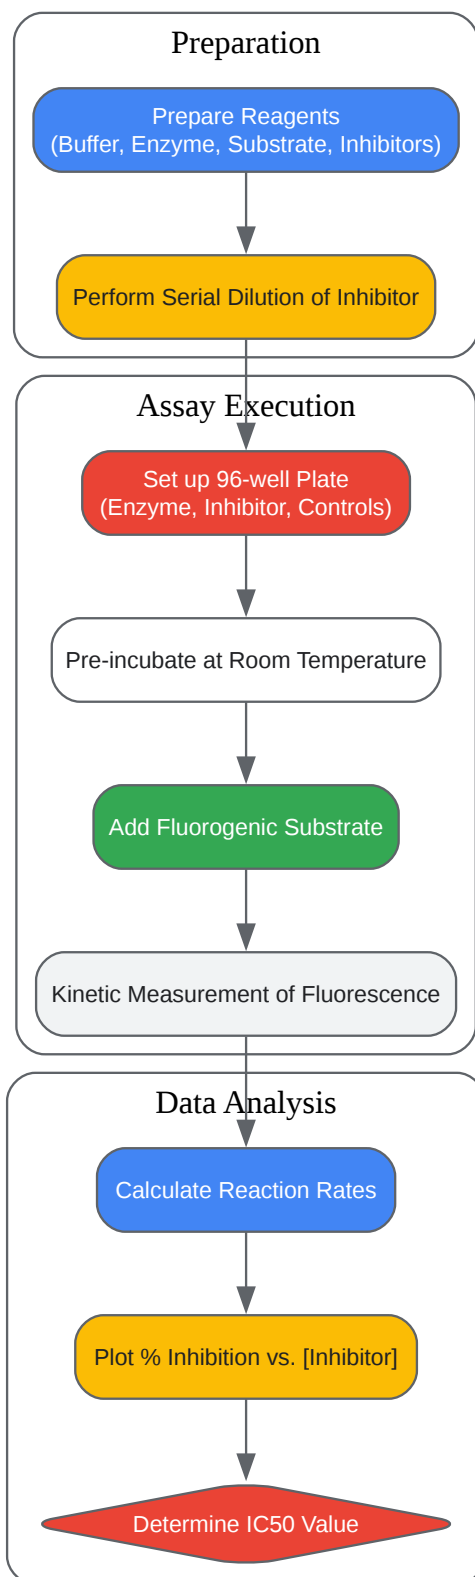 Preparation
Prepare Reagents
(Buffer, Enzyme, Substrate, Inhibitors)
Perform Serial Dilution of Inhibitor
Assay Execution
Set up 96-well Plate
(Enzyme, Inhibitor, Controls)
Pre-incubate at Room Temperature
Add Fluorogenic Substrate
Kinetic Measurement of Fluorescence
Data Analysis
Calculate Reaction Rates
Plot % Inhibition vs. [Inhibitor]
Determine IC50 Value